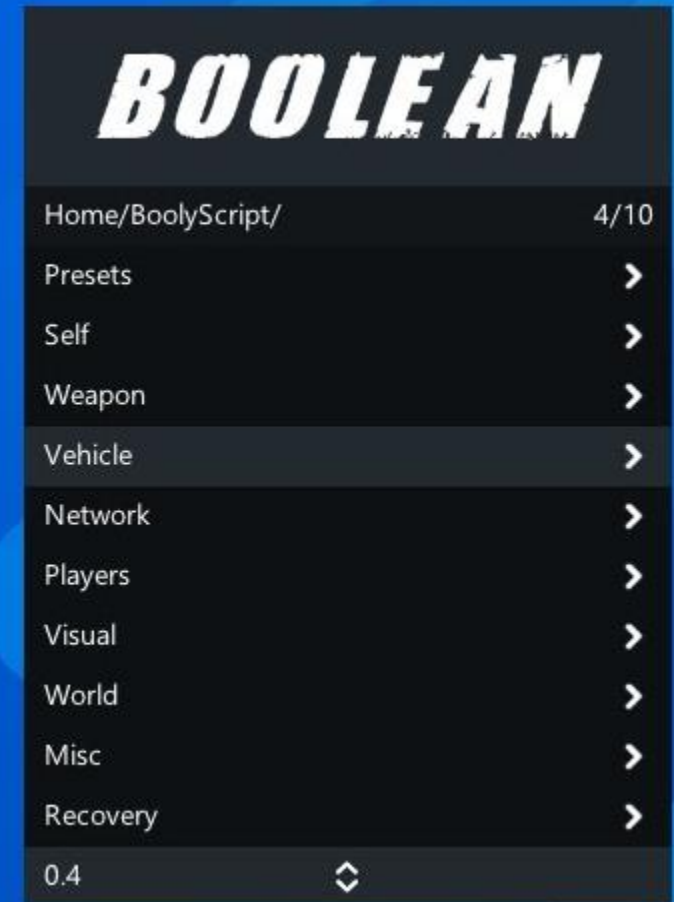 BOOLEAN
Home/BoolyScript/ 4/10
Presets
Self
Weapon
Vehicle
Network
Players
Visual
World
Misc
Recovery
0.4